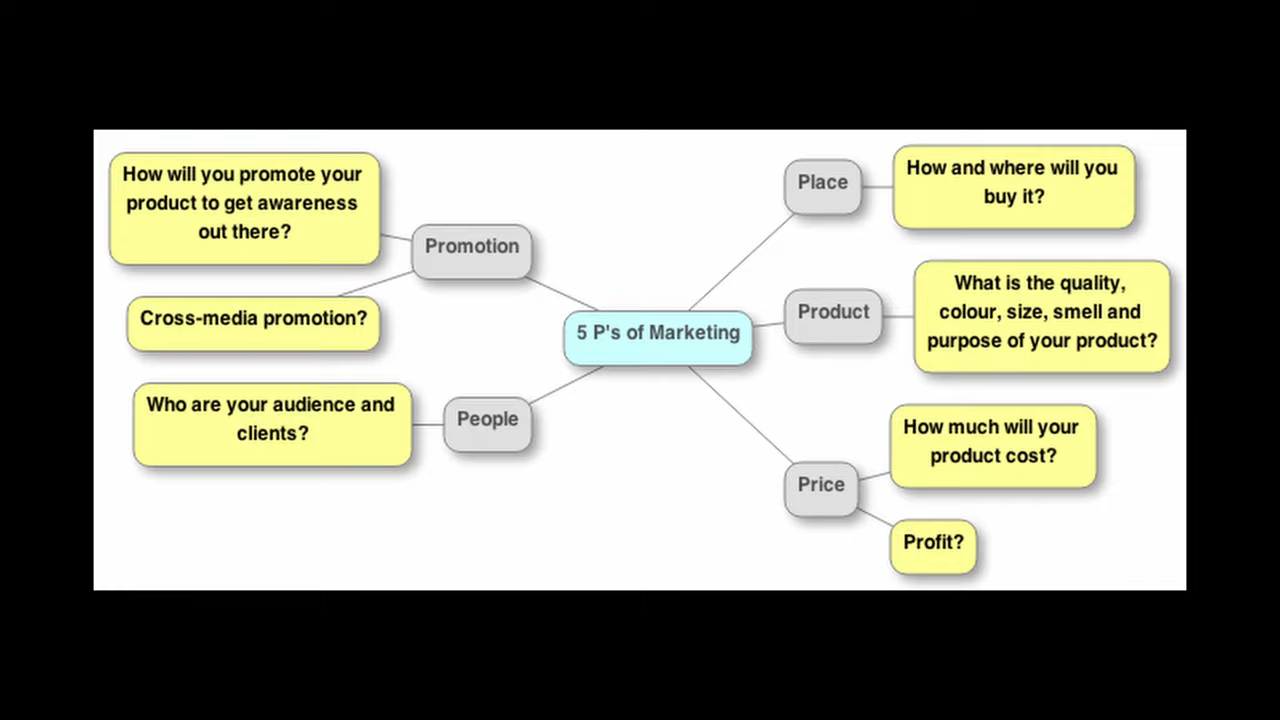 How will you promote your
product to get awareness
out there?
Promotion
Cross-media promotion?
Who are your audience and
clients?
People
5 P's of Marketing
Place
How and where will you
buy it?
Product
What is the quality,
colour, size, smell and
purpose of your product?
Price
How much will your
product cost?
Profit?